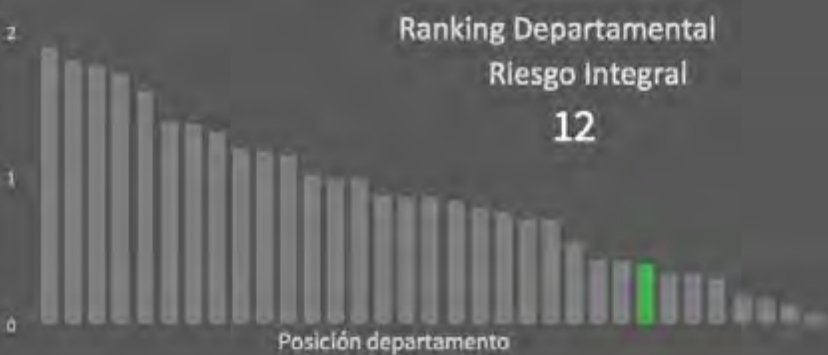 2
Ranking Departamental
Riesgo Integral
12
1
0
Posición departamento